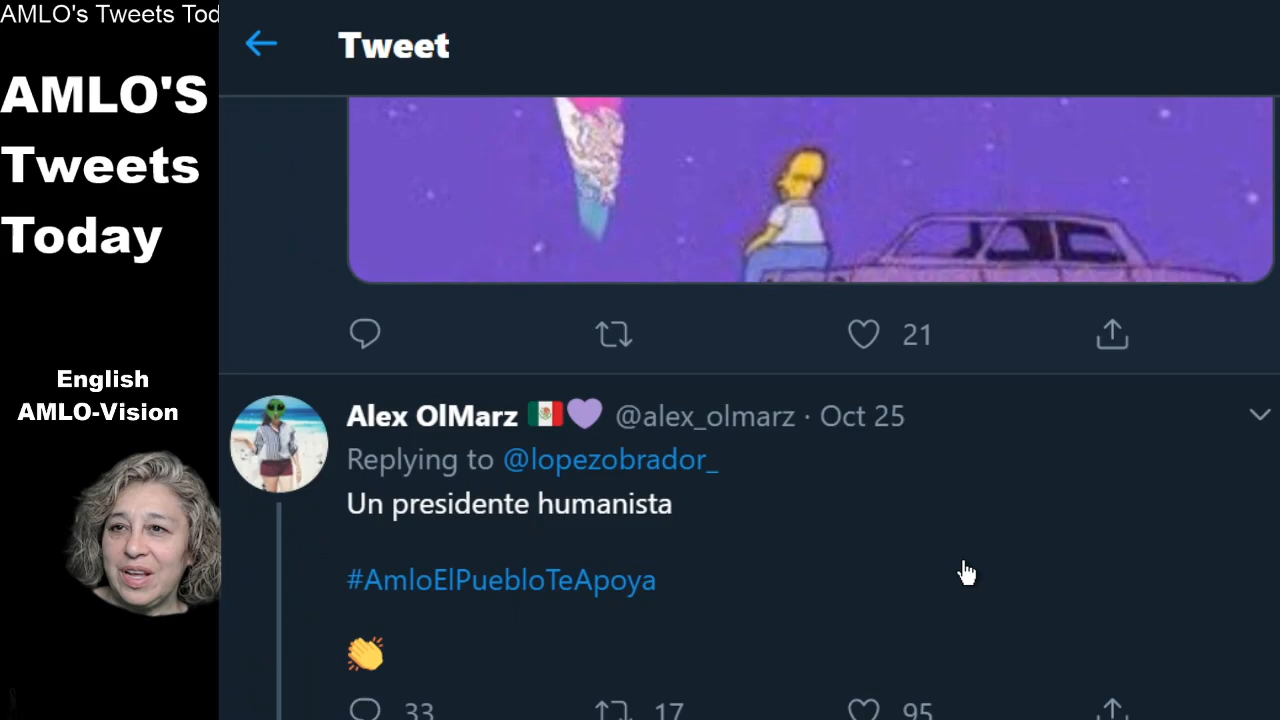 AMLO's Tweets Tod
AMLO'S
Tweets
Today
English
AMLO-Vision
Tweet
21
Alex OlMarz @alex_olmarz · Oct 25
Replying to @lopezobrador_
Un presidente humanista
#AmloElPuebloTeApoya
33 17 95